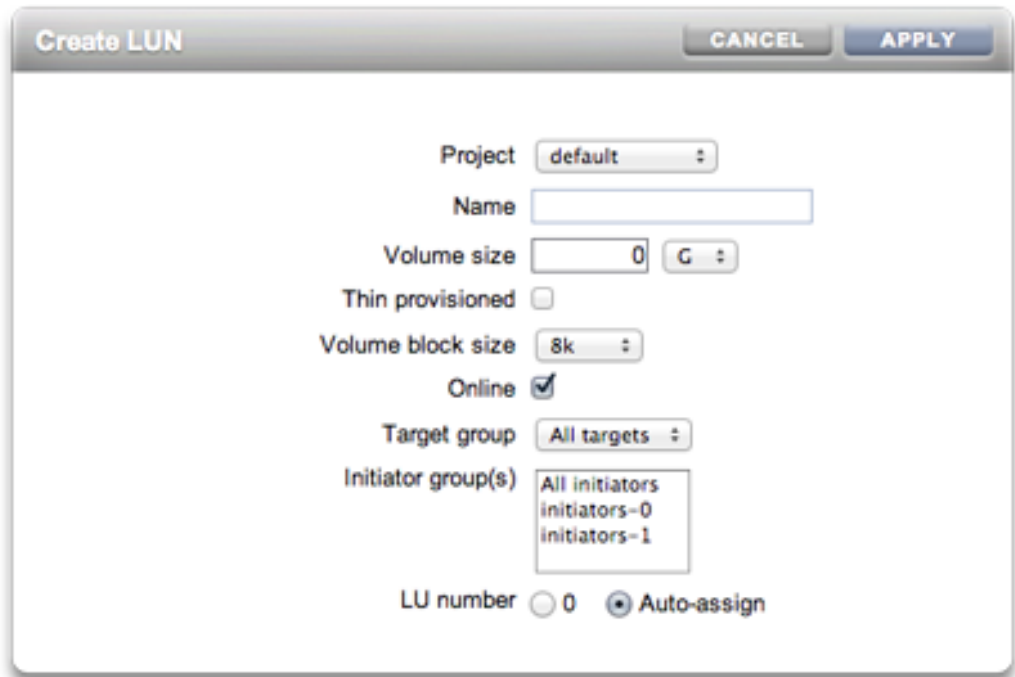 Create LUN CANCEL APPLY
Project default
Name
Volume size 0 G
Thin provisioned
Volume block size 8k
Online
Target group All targets
Initiator group(s) All initiators
initiators-0
initiators-1
LU number 0 Auto-assign